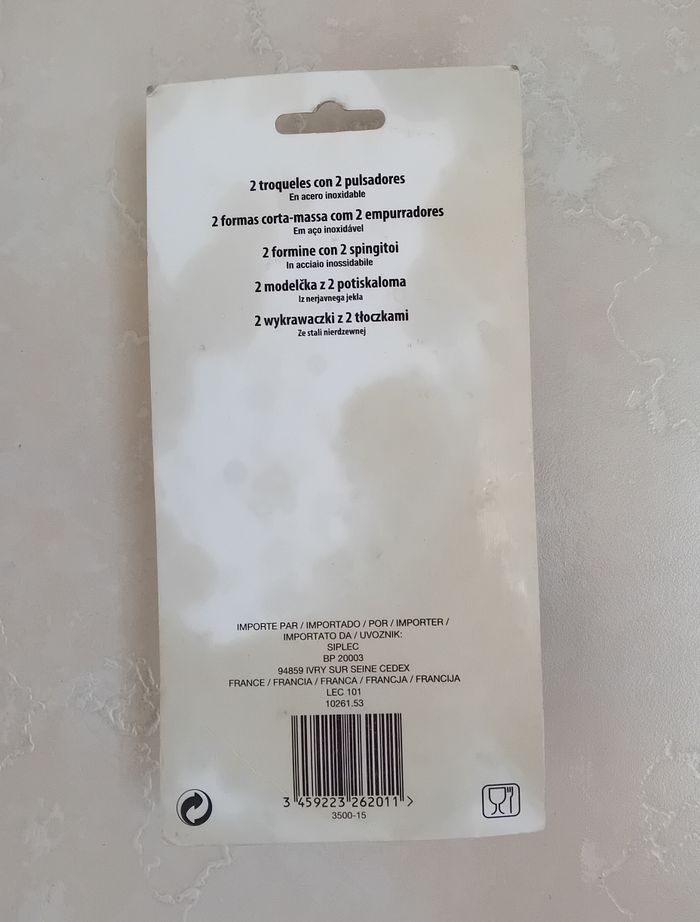 2 troqueles con 2 pulsadores
En acero inoxidable
2 formas corta-massa com 2 empurradores
Em aço inoxidável
2 formine con 2 spingitoi
In acciaio inossidabile
2 modelčka z 2 potiskaloma
Iz nerjavnega jekla
2 wykrawaczki z 2 tłoczkami
Ze stali nierdzewnej
IMPORTE PAR / IMPORTADO / POR / IMPORTER /
IMPORTATO DA / UVOZNIK:
SIPLEC
BP 20003
94859 IVRY SUR SEINE CEDEX
FRANCE / FRANCIA / FRANCA / FRANCJA / FRANCIJA
LEC 101
10261.53
3 459223 262011 >
3500-15